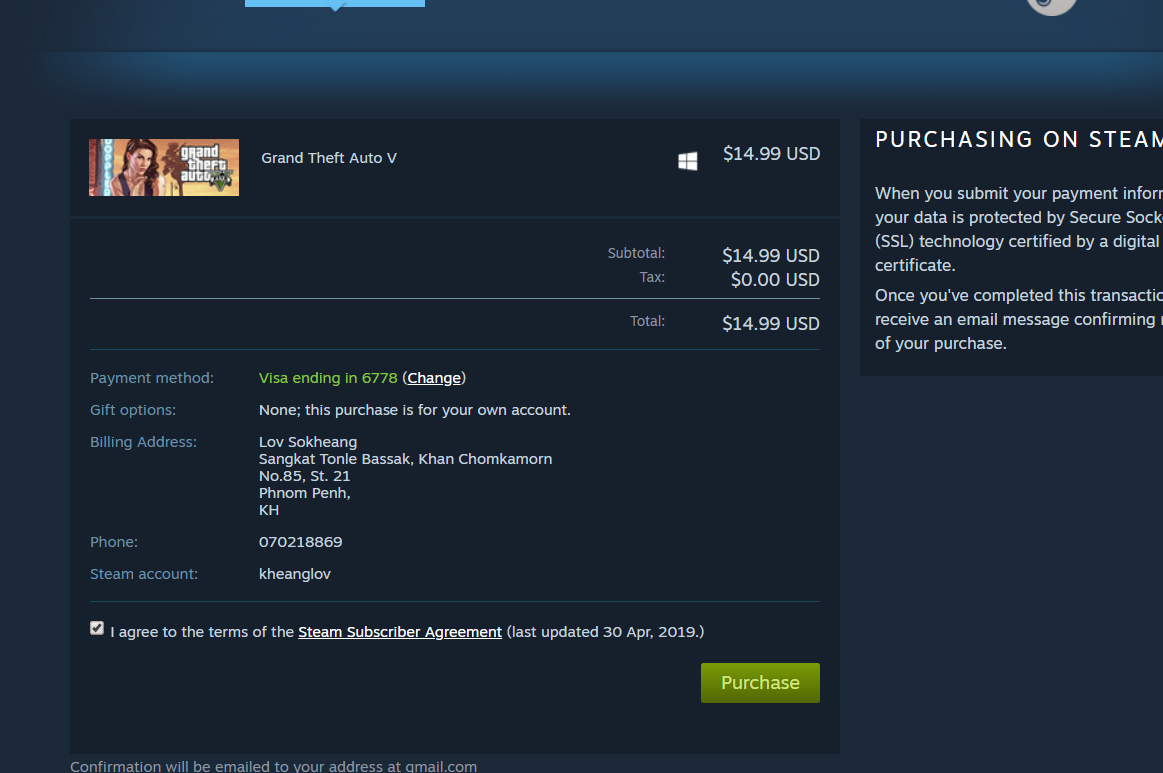 grand theft auto V
Grand Theft Auto V
$14.99 USD
Subtotal: $14.99 USD
Tax: $0.00 USD
Total: $14.99 USD
Payment method: Visa ending in 6778 (Change)
Gift options: None; this purchase is for your own account.
Billing Address: Lov Sokheang
Sangkat Tonle Bassak, Khan Chomkamorn
No.85, St. 21
Phnom Penh,
KH
Phone: 070218869
Steam account: kheanglov
I agree to the terms of the Steam Subscriber Agreement (last updated 30 Apr, 2019.)
Purchase
Confirmation will be emailed to your address at gmail.com
PURCHASING ON STEAM
When you submit your payment inforr
your data is protected by Secure Sock
(SSL) technology certified by a digital
certificate.
Once you've completed this transactio
receive an email message confirming
of your purchase.